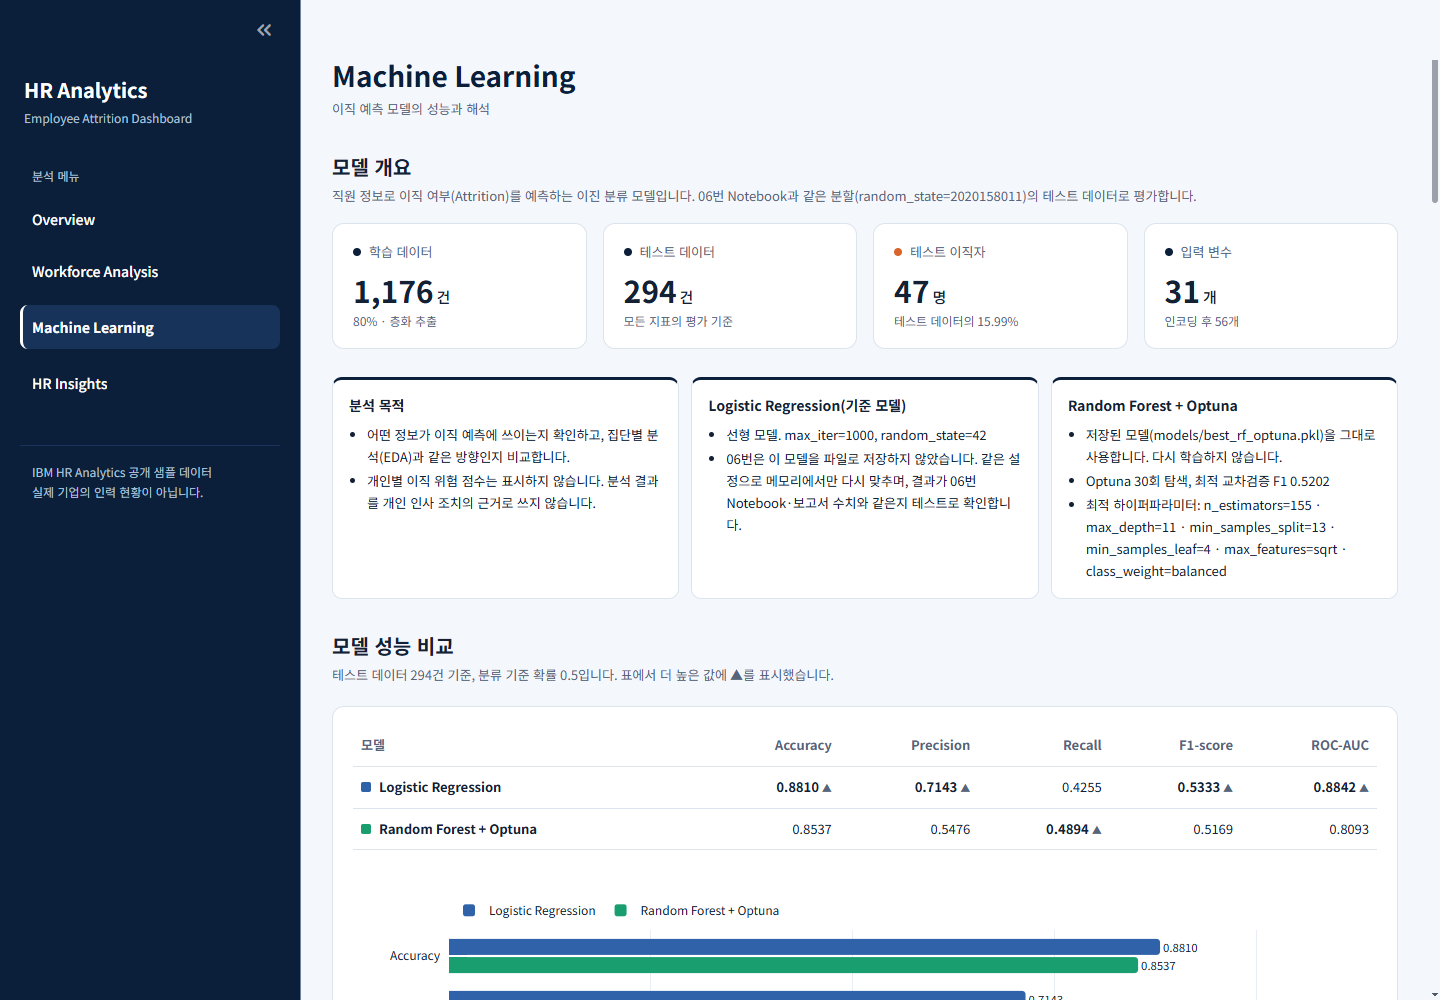 HR Analytics
Employee Attrition Dashboard
분석 메뉴
Overview
Workforce Analysis
Machine Learning
HR Insights
IBM HR Analytics 공개 샘플 데이터
실제 기업의 인력 현황이 아닙니다.
Machine Learning
이직 예측 모델의 성능과 해석
모델 개요
직원 정보로 이직 여부(Attrition)를 예측하는 이진 분류 모델입니다. 06번 Notebook과 같은 분할(random_state=2020158011)의 테스트 데이터로 평가합니다.
학습 데이터
1,176 건
80% · 층화 추출
테스트 데이터
294 건
모든 지표의 평가 기준
테스트 이직자
47 명
테스트 데이터의 15.99%
입력 변수
31 개
인코딩 후 56개
분석 목적
어떤 정보가 이직 예측에 쓰이는지 확인하고, 집단별 분
석(EDA)과 같은 방향인지 비교합니다.
개인별 이직 위험 점수는 표시하지 않습니다. 분석 결과
를 개인 인사 조치의 근거로 쓰지 않습니다.
Logistic Regression(기준 모델)
선형 모델. max_iter=1000, random_state=42
06번은 이 모델을 파일로 저장하지 않았습니다. 같은 설
정으로 메모리에서만 다시 맞추며, 결과가 06번
Notebook·보고서 수치와 같은지 테스트로 확인합니
다.
Random Forest + Optuna
저장된 모델(models/best_rf_optuna.pkl)을 그대로
사용합니다. 다시 학습하지 않습니다.
Optuna 30회 탐색, 최적 교차검증 F1 0.5202
최적 하이퍼파라미터: n_estimators=155 ·
max_depth=11 · min_samples_split=13 ·
min_samples_leaf=4 · max_features=sqrt ·
class_weight=balanced
모델 성능 비교
테스트 데이터 294건 기준, 분류 기준 확률 0.5입니다. 표에서 더 높은 값에 ▲를 표시했습니다.
모델 Accuracy Precision Recall F1-score ROC-AUC
Logistic Regression 0.8810 ▲ 0.7143 ▲ 0.4255 0.5333 ▲ 0.8842 ▲
Random Forest + Optuna 0.8537 0.5476 0.4894 ▲ 0.5169 0.8093
Logistic Regression Random Forest + Optuna
Accuracy
0.8810
0.8537
0.7143